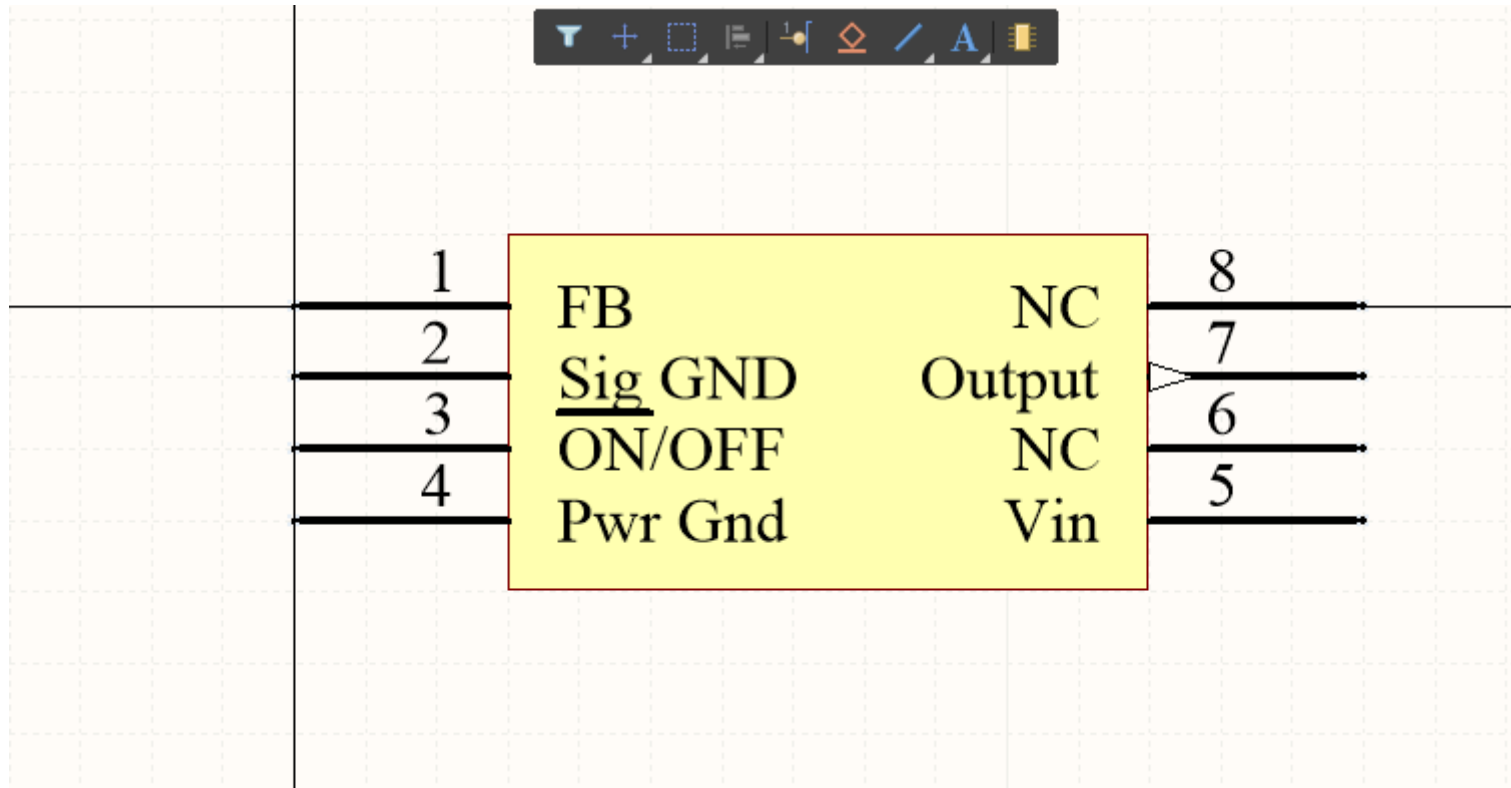 1 A
1 FB NC 8
2 Sig GND Output 7
3 ON/OFF NC 6
4 Pwr Gnd Vin 5